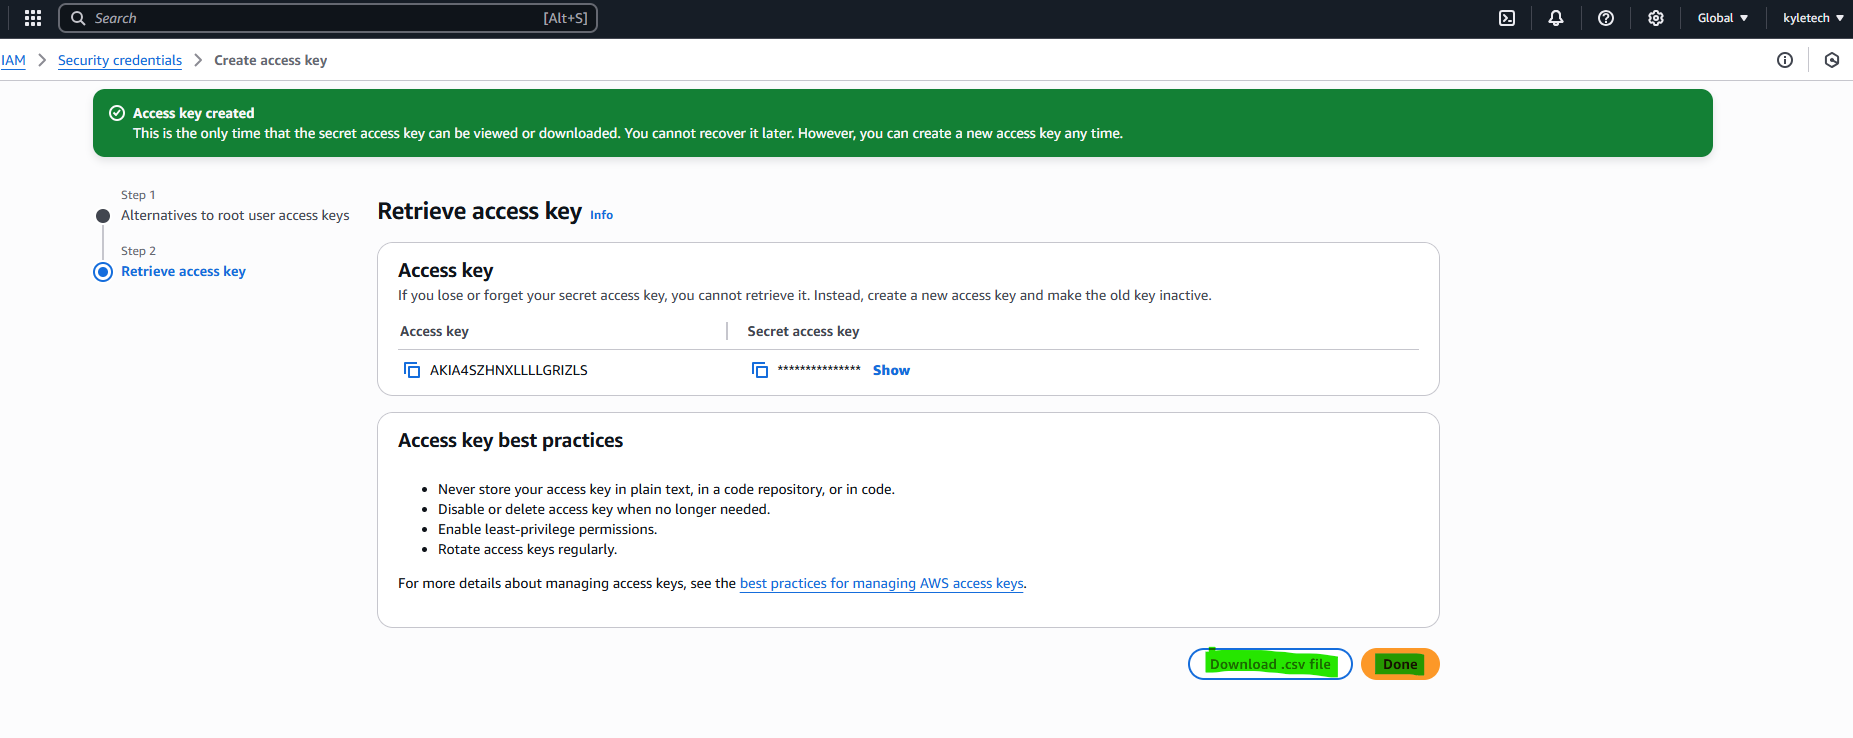 Search [Alt+S] Global kyletech
IAM Security credentials Create access key
Access key created
This is the only time that the secret access key can be viewed or downloaded. You cannot recover it later. However, you can create a new access key any time.
Step 1
Alternatives to root user access keys
Step 2
Retrieve access key
Retrieve access key Info
Access key
If you lose or forget your secret access key, you cannot retrieve it. Instead, create a new access key and make the old key inactive.
Access key Secret access key
AKIA4SZHNXLLLLGRIZLS *************** Show
Access key best practices
• Never store your access key in plain text, in a code repository, or in code.
• Disable or delete access key when no longer needed.
• Enable least-privilege permissions.
• Rotate access keys regularly.
For more details about managing access keys, see the best practices for managing AWS access keys.
Download .csv file Done